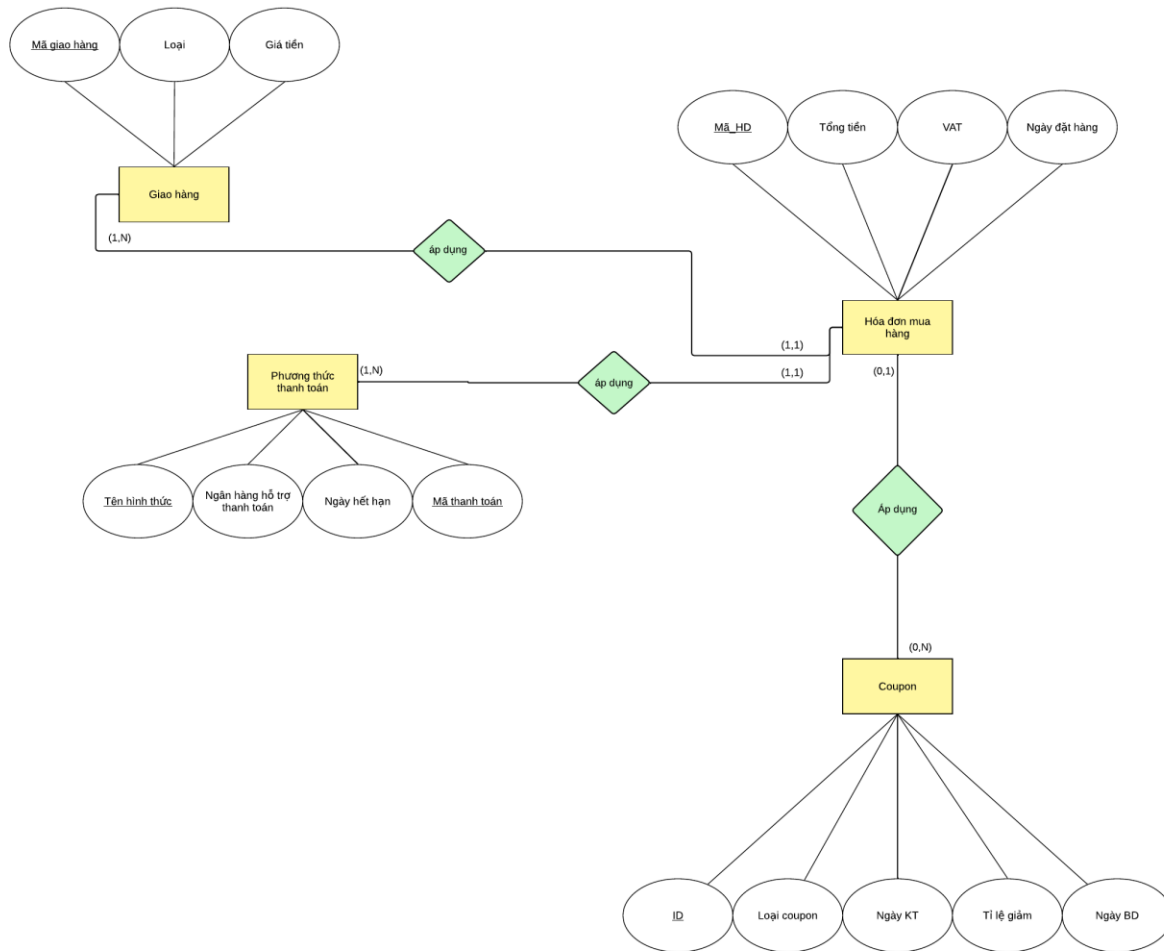 Mã giao hàng
Loại
Giá tiền
Mã_HD
Tổng tiền
VAT
Ngày đặt hàng
Giao hàng
(1,N)
áp dụng
Hóa đơn mua
hàng
(1,1)
(1,1)
(0,1)
Phương thức
thanh toán
(1,N)
áp dụng
Tên hình thức
Ngân hàng hỗ trợ
thanh toán
Ngày hết hạn
Mã thanh toán
Áp dụng
(0,N)
Coupon
ID
Loại coupon
Ngày KT
Tỉ lệ giảm
Ngày BD